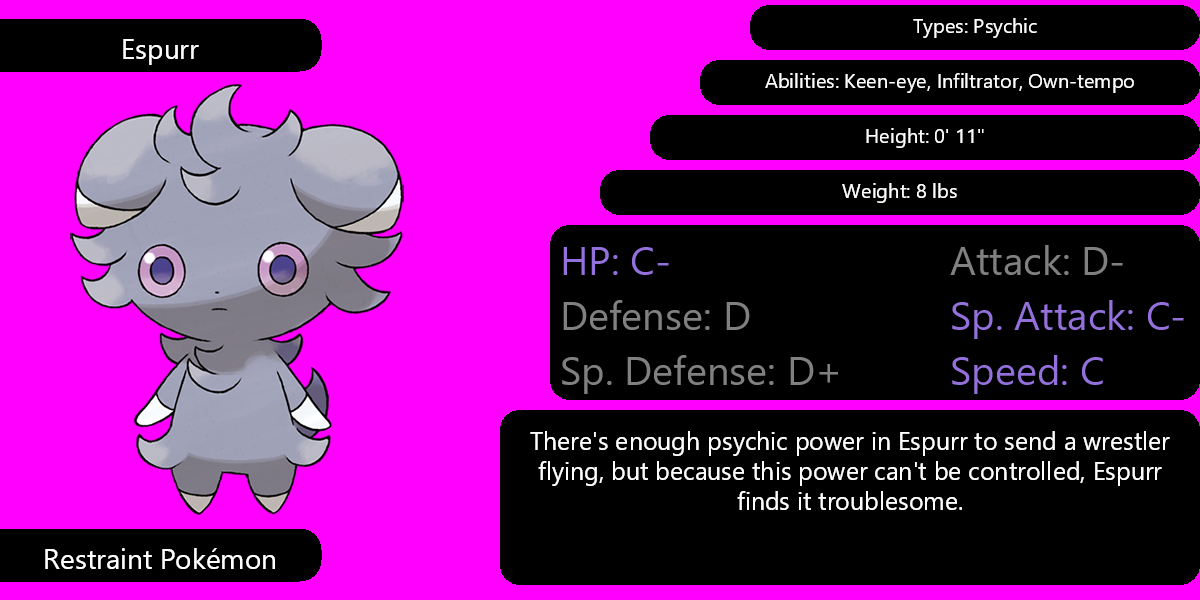 Espurr
Types: Psychic
Abilities: Keen-eye, Infiltrator, Own-tempo
Height: 0' 11"
Weight: 8 lbs
HP: C-
Attack: D-
Defense: D
Sp. Attack: C-
Sp. Defense: D+
Speed: C
There's enough psychic power in Espurr to send a wrestler
flying, but because this power can't be controlled, Espurr
finds it troublesome.
Restraint Pokémon